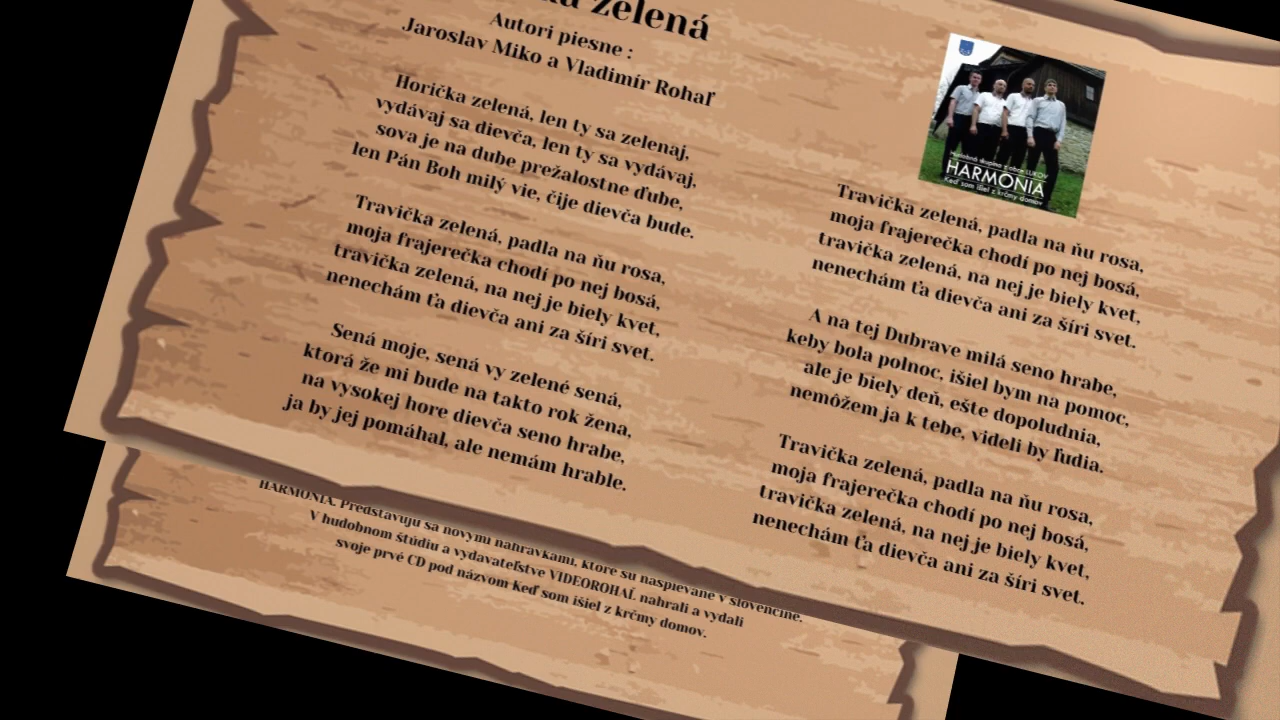 zelená
Autori piesne :
Jaroslav Miko a Vladimír Rohaľ
Horička zelená, len ty sa zelenaj,
vydávaj sa dievča, len ty sa vydávaj,
sova je na dube prežalostne ďube,
len Pán Boh milý vie, čije dievča bude.
Travička zelená, padla na ňu rosa,
moja frajerečka chodí po nej bosá,
travička zelená, na nej je biely kvet,
nenechám ťa dievča ani za šíri svet.
Sená moje, sená vy zelené sená,
ktorá že mi bude na takto rok žena,
na vysokej hore dievča seno hrabe,
ja by jej pomáhal, ale nemám hrable.
Hudobná skupina z obce LUKOV
HARMONIA
Keď som išiel z krčmy domov
Travička zelená, padla na ňu rosa,
moja frajerečka chodí po nej bosá,
travička zelená, na nej je biely kvet,
nenechám ťa dievča ani za šíri svet.
A na tej Dubrave milá seno hrabe,
keby bola polnoc, išiel bym na pomoc,
ale je biely deň, ešte dopoludnia,
nemôžem ja k tebe, videli by ľudia.
Travička zelená, padla na ňu rosa,
moja frajerečka chodí po nej bosá,
travička zelená, na nej je biely kvet,
nenechám ťa dievča ani za šíri svet.
HARMONIA. Predstavujú sa novými nahrávkami, ktoré sú naspievané v slovenčine.
V hudobnom štúdiu a vydavateľstve VIDEOROHAĽ nahrali a vydali
svoje prvé CD pod názvom Keď som išiel z krčmy domov.